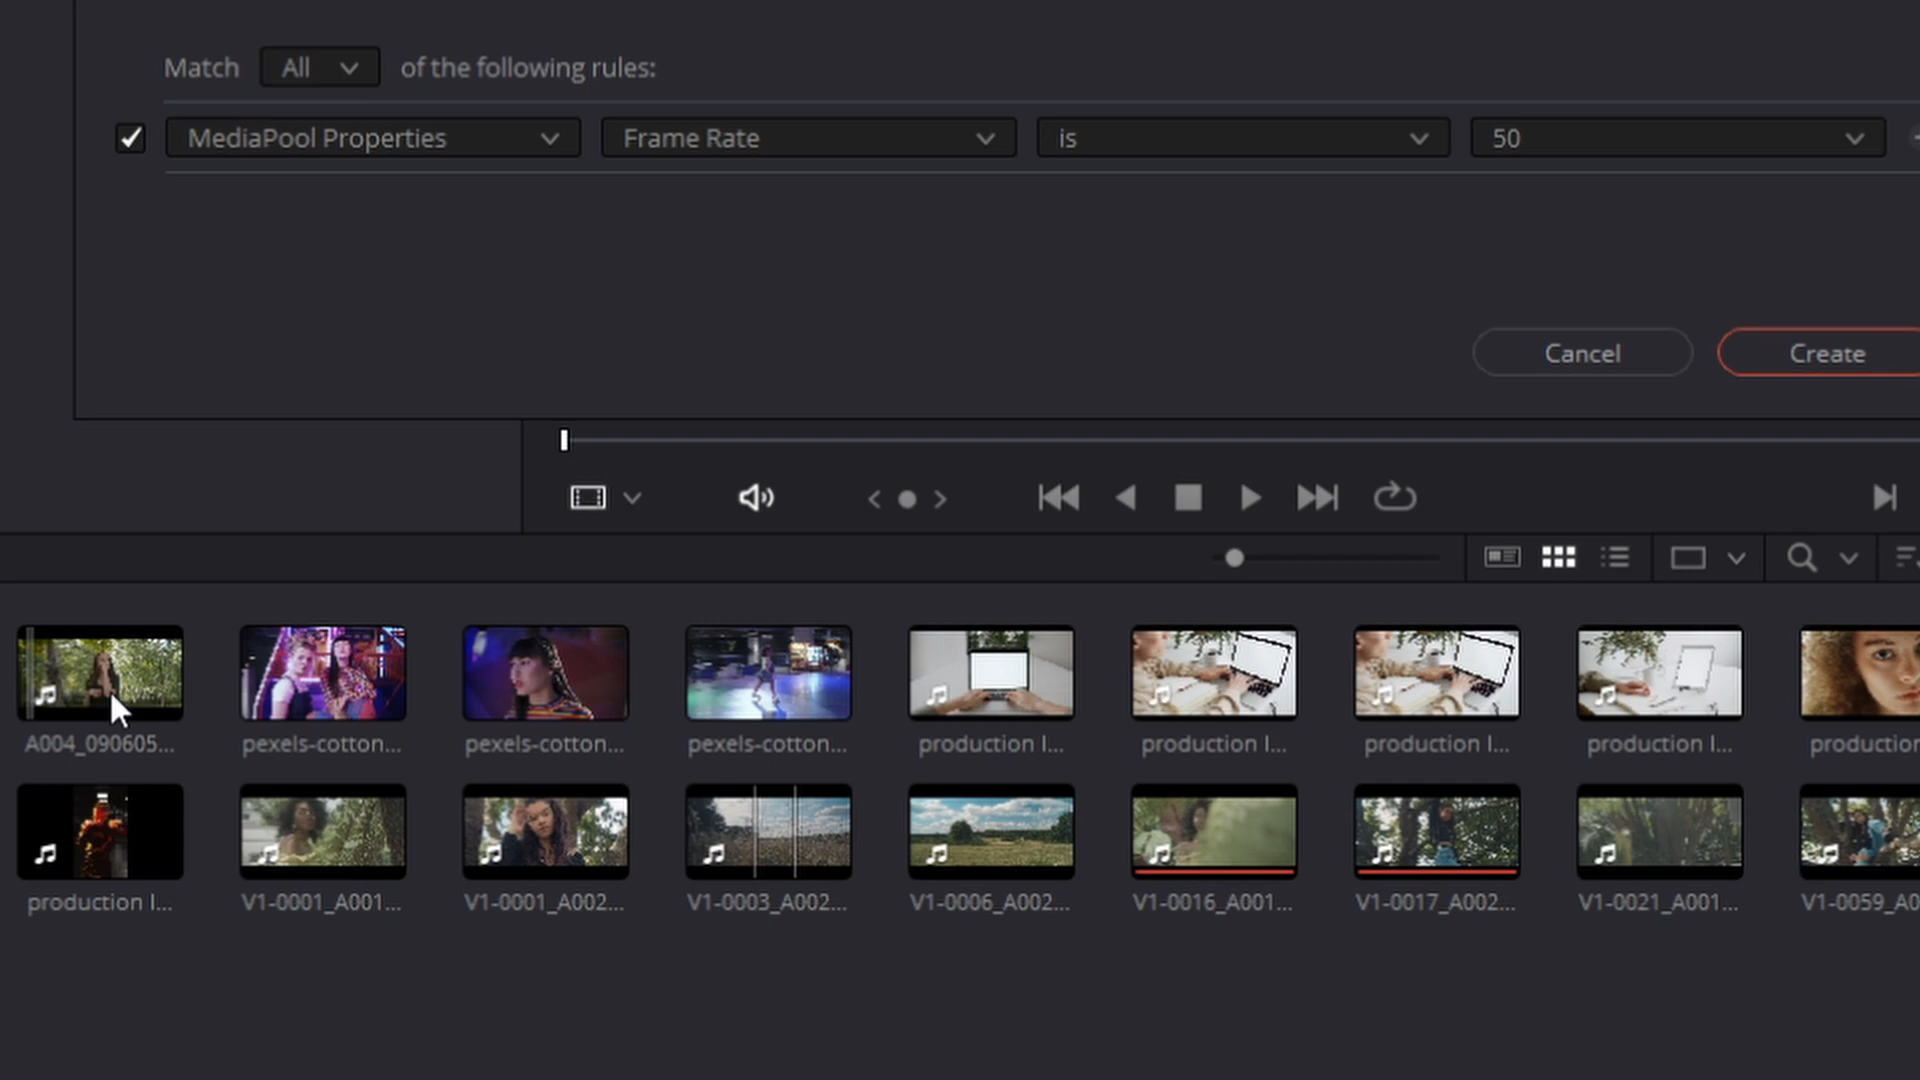 Match All of the following rules:
MediaPool Properties Frame Rate is 50
Cancel Create
A004_090605... pexels-cotton... pexels-cotton... pexels-cotton... production l... production l... production l... production l... production
production l... V1-0001_A001... V1-0001_A002... V1-0003_A002... V1-0006_A002... V1-0016_A001... V1-0017_A002... V1-0021_A001... V1-0059_A0